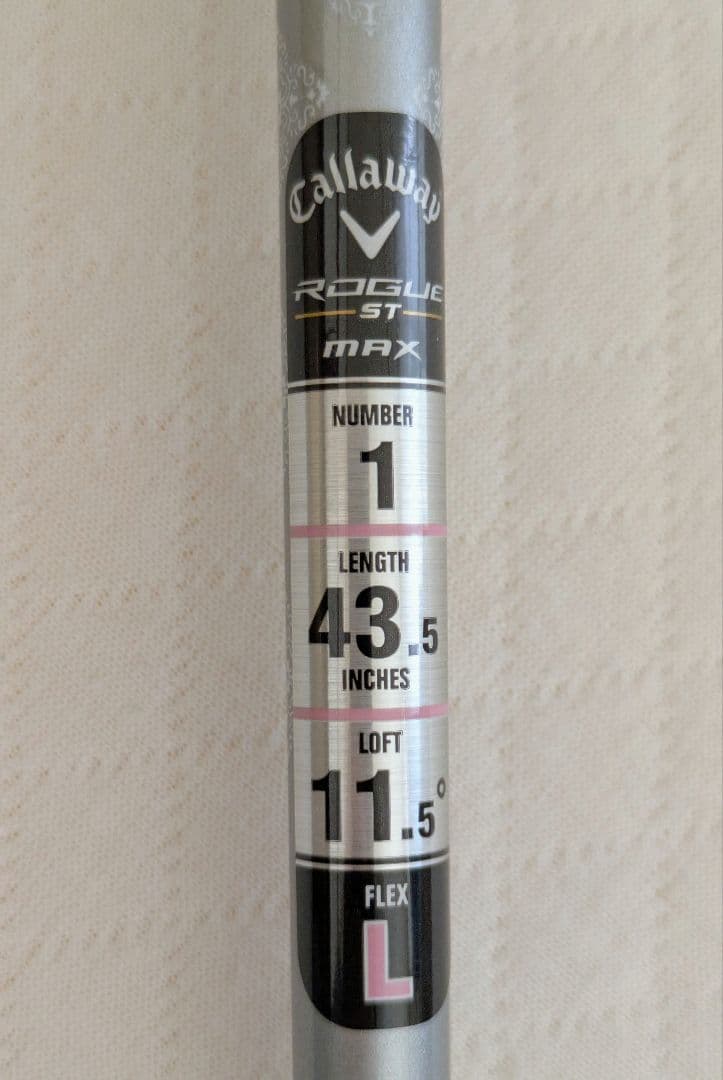 Callaway
ROGUE
ST
MAX
NUMBER
1
LENGTH
43.5
INCHES
LOFT
11.5°
FLEX
L